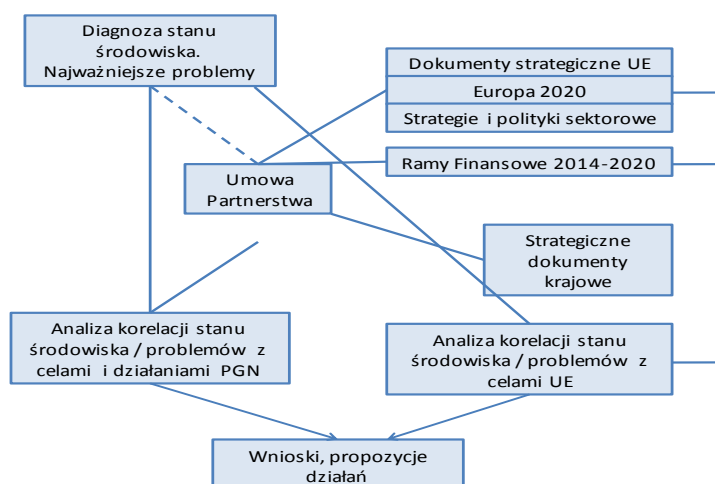 Diagnoza stanu
środowiska.
Najważniejsze problemy
Dokumenty strategiczne UE
Europa 2020
Strategie i polityki sektorowe
Ramy Finansowe 2014-2020
Umowa
Partnerstwa
Strategiczne
dokumenty
krajowe
Analiza korelacji stanu
środowiska / problemów z
celami i działaniami PGN
Analiza korelacji stanu
środowiska / problemów z
celami UE
Wnioski, propozycje
działań